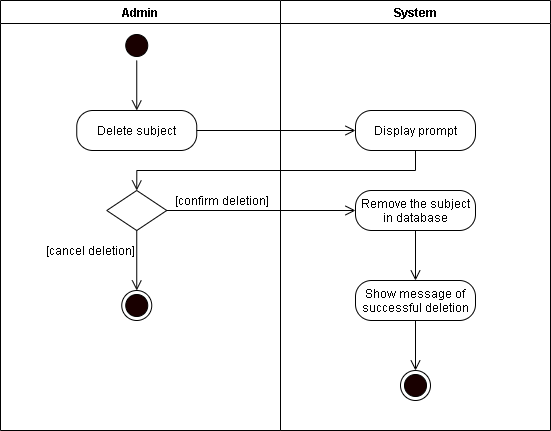 Admin
System
Delete subject
Display prompt
[confirm deletion]
Remove the subject
in database
[cancel deletion]
Show message of
successful deletion